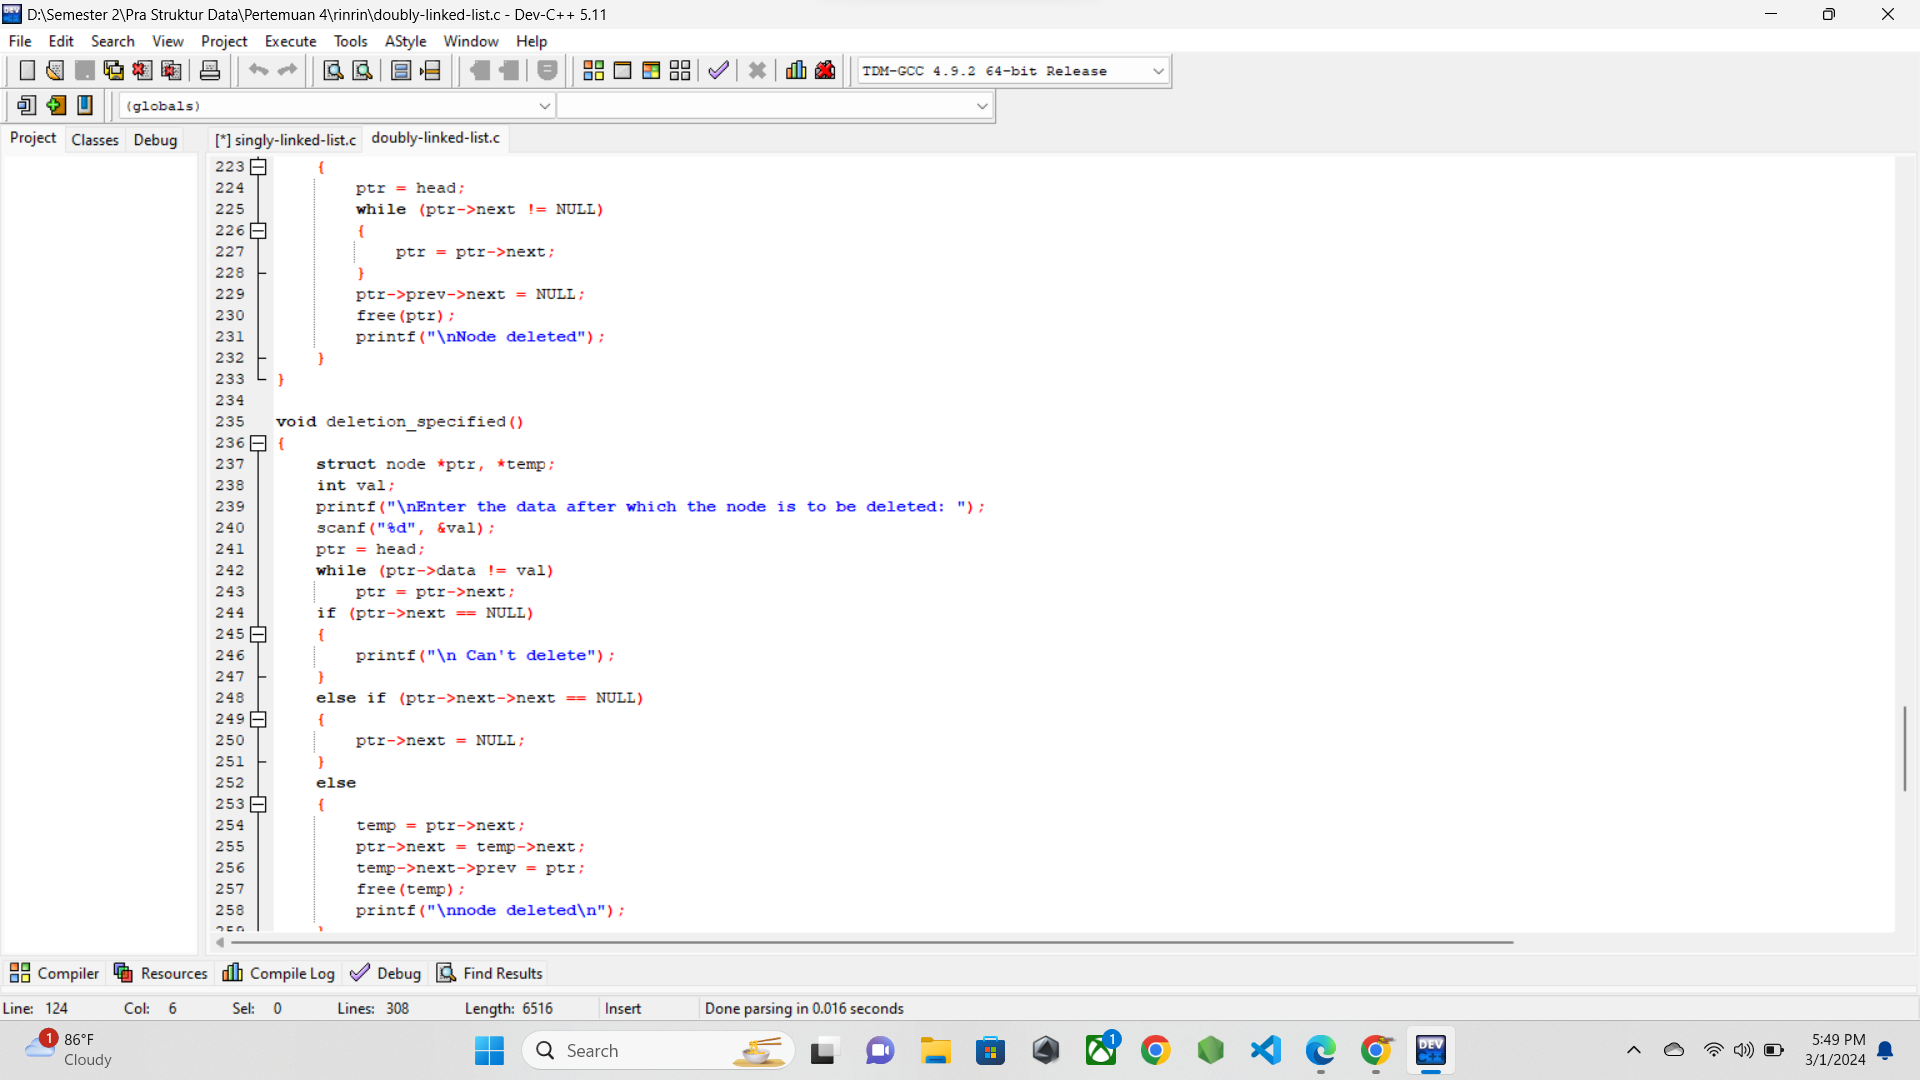 D:\Semester 2\Pra Struktur Data\Pertemuan 4\rinrin\doubly-linked-list.c - Dev-C++ 5.11
File Edit Search View Project Execute Tools AStyle Window Help
TDM-GCC 4.9.2 64-bit Release
(globals)
Project Classes Debug [*] singly-linked-list.c doubly-linked-list.c
223 {
224 ptr = head;
225 while (ptr->next != NULL)
226 {
227 ptr = ptr->next;
228 }
229 ptr->prev->next = NULL;
230 free(ptr);
231 printf("\nNode deleted");
232 }
233 }
234
235 void deletion_specified()
236 {
237 struct node *ptr, *temp;
238 int val;
239 printf("\nEnter the data after which the node is to be deleted: ");
240 scanf("%d", &val);
241 ptr = head;
242 while (ptr->data != val)
243 ptr = ptr->next;
244 if (ptr->next == NULL)
245 {
246 printf("\n Can't delete");
247 }
248 else if (ptr->next->next == NULL)
249 {
250 ptr->next = NULL;
251 }
252 else
253 {
254 temp = ptr->next;
255 ptr->next = temp->next;
256 temp->next->prev = ptr;
257 free(temp);
258 printf("\nnode deleted\n");
259 }
Compiler Resources Compile Log Debug Find Results
Line: 124 Col: 6 Sel: 0 Lines: 308 Length: 6516 Insert Done parsing in 0.016 seconds
1 86°F
Cloudy
Search
1
DEV C++
5:49 PM
3/1/2024